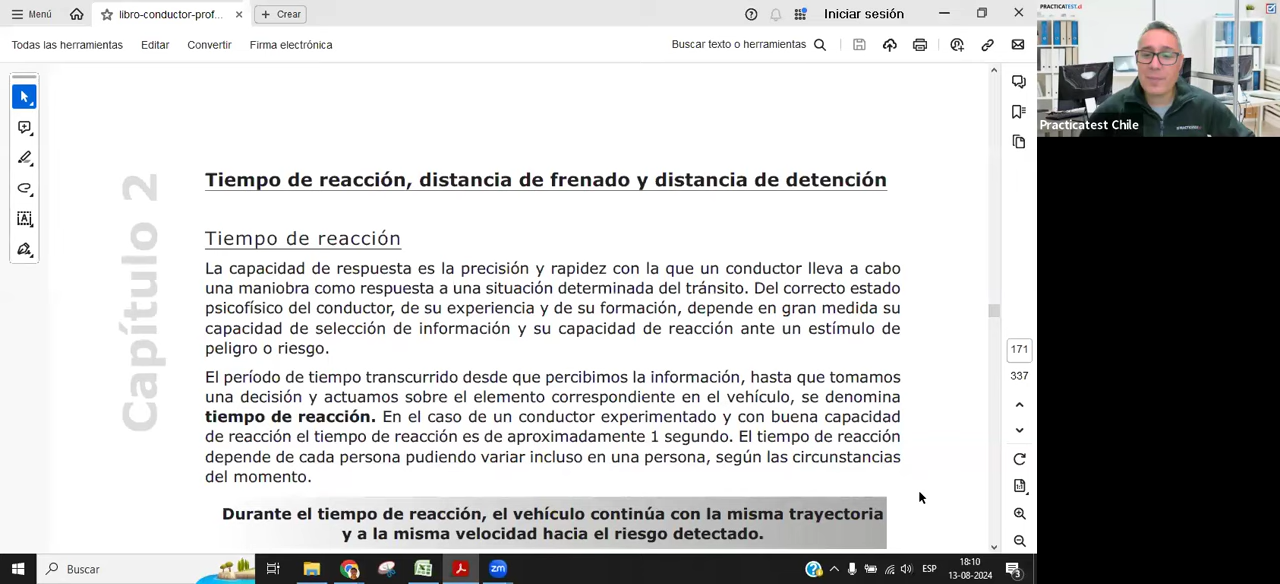 Menú
libro-conductor-prof...
Crear
Iniciar sesión
Todas las herramientas
Editar
Convertir
Firma electrónica
Buscar texto o herramientas
PRACTICATEST.cl
Practicatest Chile
Capítulo 2
Tiempo de reacción, distancia de frenado y distancia de detención
Tiempo de reacción
La capacidad de respuesta es la precisión y rapidez con la que un conductor lleva a cabo
una maniobra como respuesta a una situación determinada del tránsito. Del correcto estado
psicofísico del conductor, de su experiencia y de su formación, depende en gran medida su
capacidad de selección de información y su capacidad de reacción ante un estímulo de
peligro o riesgo.
El período de tiempo transcurrido desde que percibimos la información, hasta que tomamos
una decisión y actuamos sobre el elemento correspondiente en el vehículo, se denomina
tiempo de reacción. En el caso de un conductor experimentado y con buena capacidad
de reacción el tiempo de reacción es de aproximadamente 1 segundo. El tiempo de reacción
depende de cada persona pudiendo variar incluso en una persona, según las circunstancias
del momento.
Durante el tiempo de reacción, el vehículo continúa con la misma trayectoria
y a la misma velocidad hacia el riesgo detectado.
171
337
Buscar
zm
ESP
18:10
13-08-2024
3